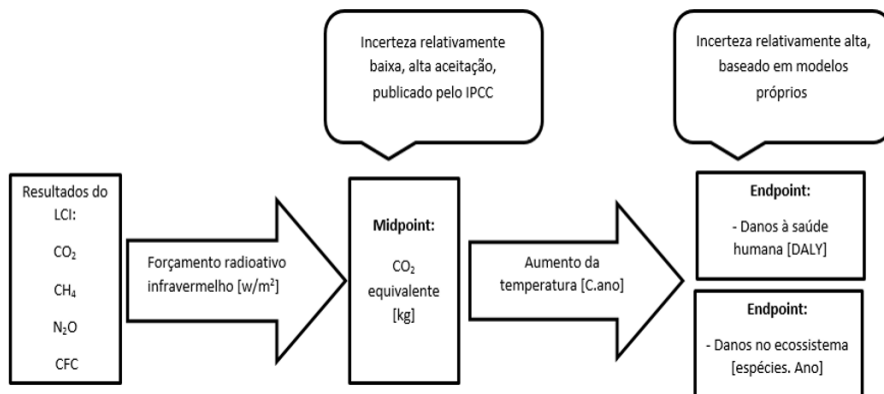 Incerteza relativamente
baixa, alta aceitação,
publicado pelo IPCC
Incerteza relativamente alta,
baseado em modelos
próprios
Resultados do
LCI:
CO₂
CH₄
N₂O
CFC
Forçamento radioativo
infravermelho [w/m²]
Midpoint:
CO₂
equivalente
[kg]
Aumento da
temperatura [C.ano]
Endpoint:
- Danos à saúde
humana [DALY]
Endpoint:
- Danos no ecossistema
[espécies. Ano]